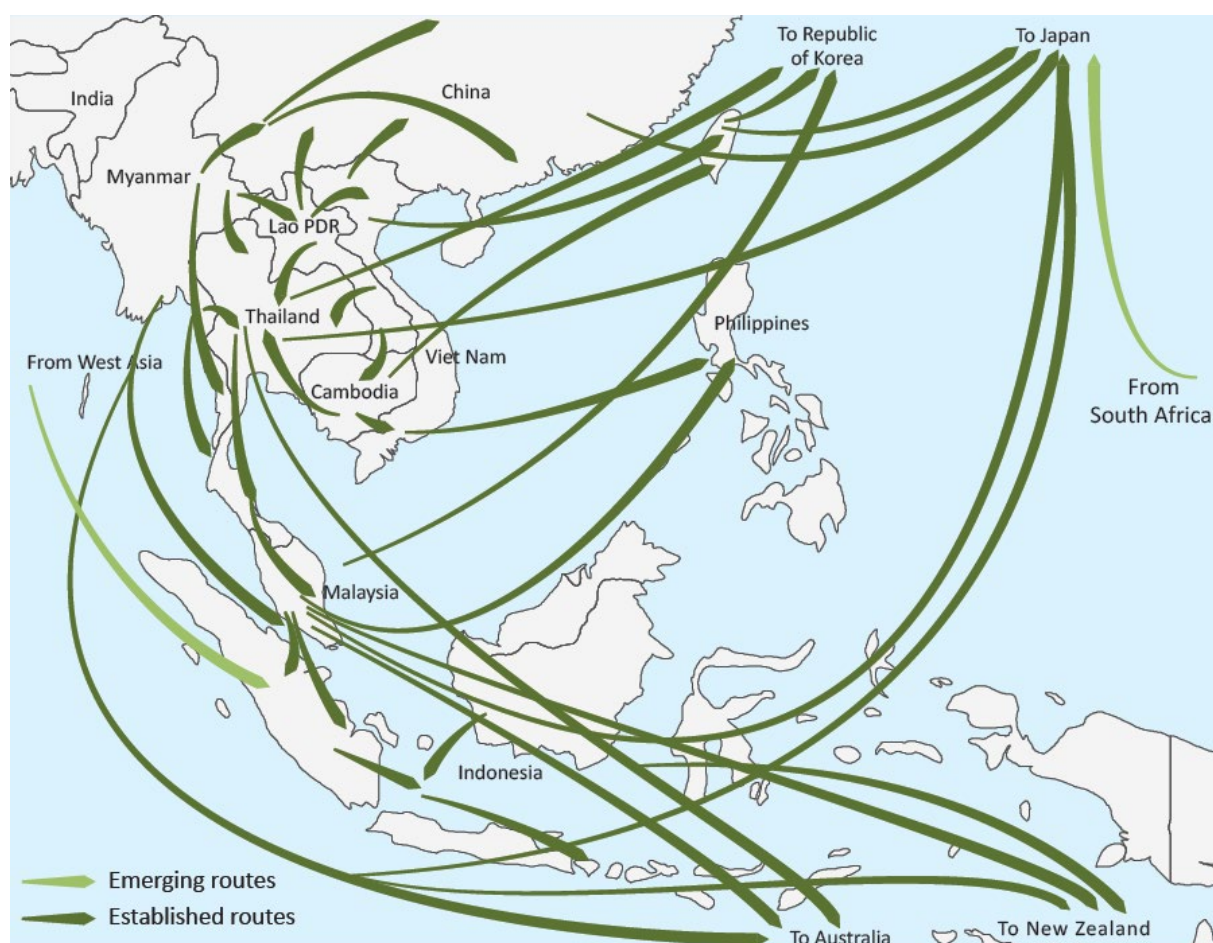 To Republic
of Korea
To Japan
India
China
Myanmar
Lao PDR
Thailand
Philippines
From West Asia
Viet Nam
Cambodia
From
South Africa
Malaysia
Indonesia
Emerging routes
Established routes
To Australia
To New Zealand